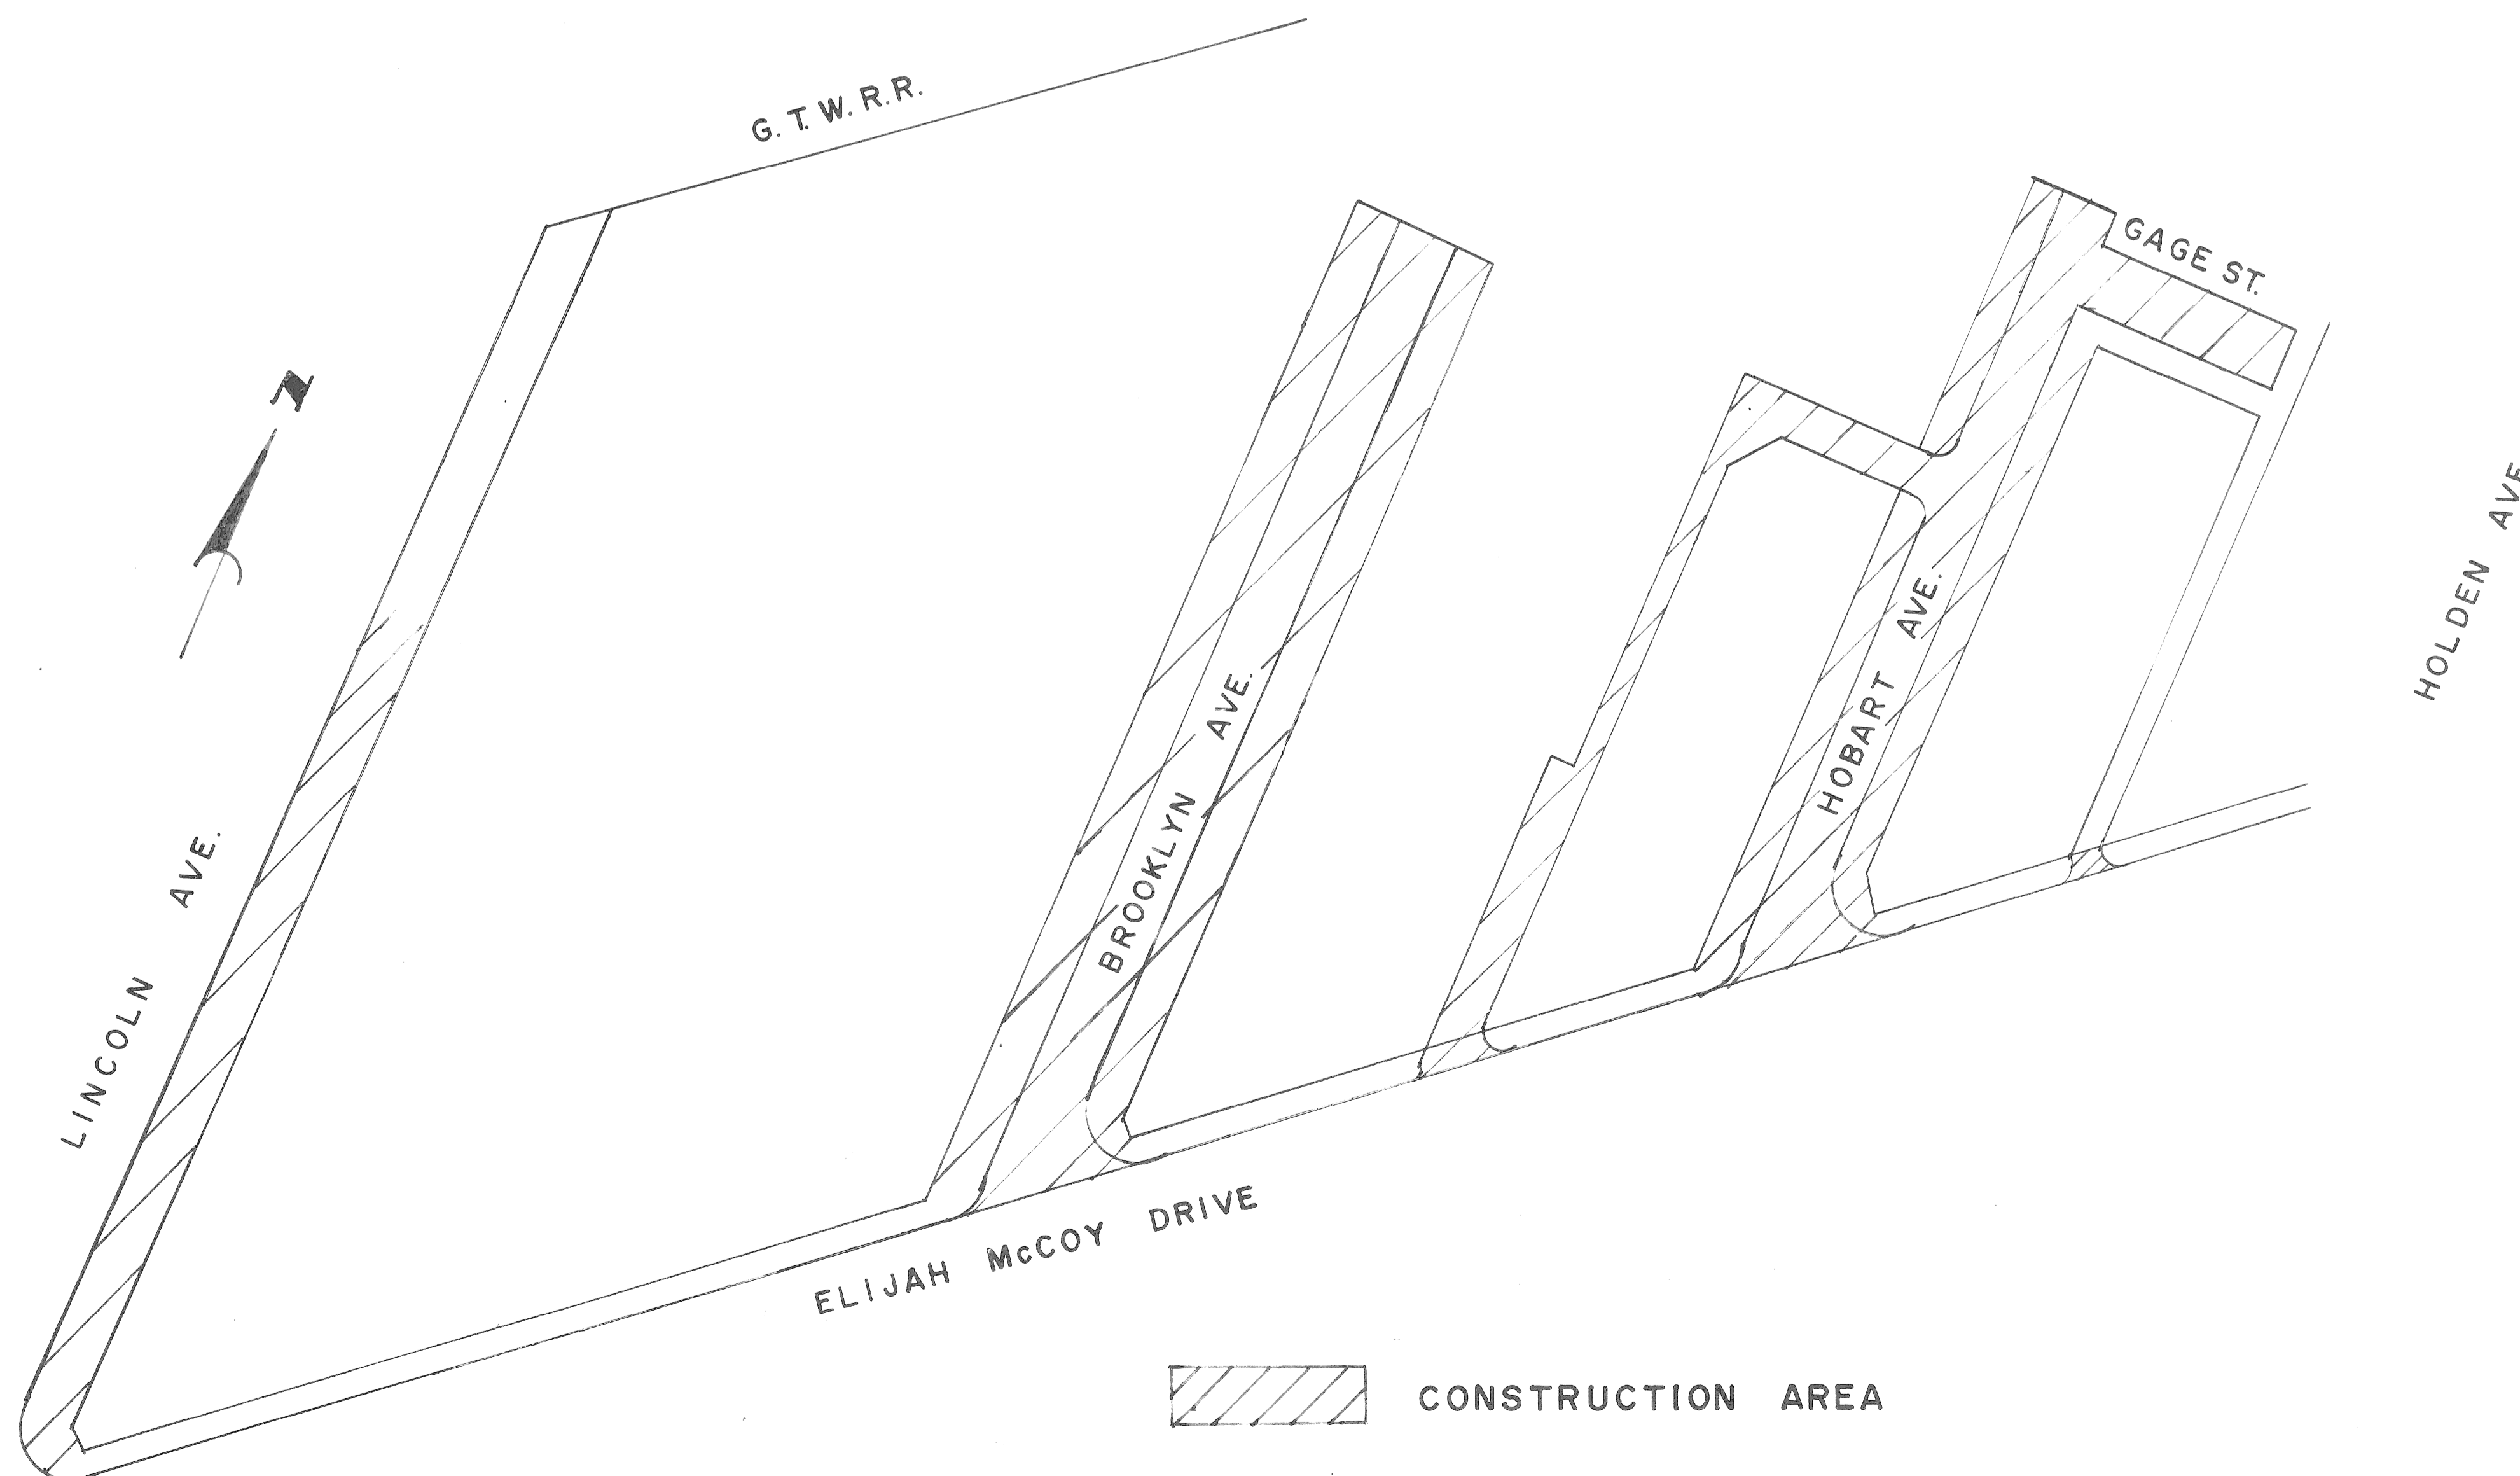 G. T. W. R. R.
GAGE ST.
HOLDEN AVE
HOBART AVE.
BROOKLYN AVE.
LINCOLN AVE.
ELIJAH McCOY DRIVE
CONSTRUCTION AREA